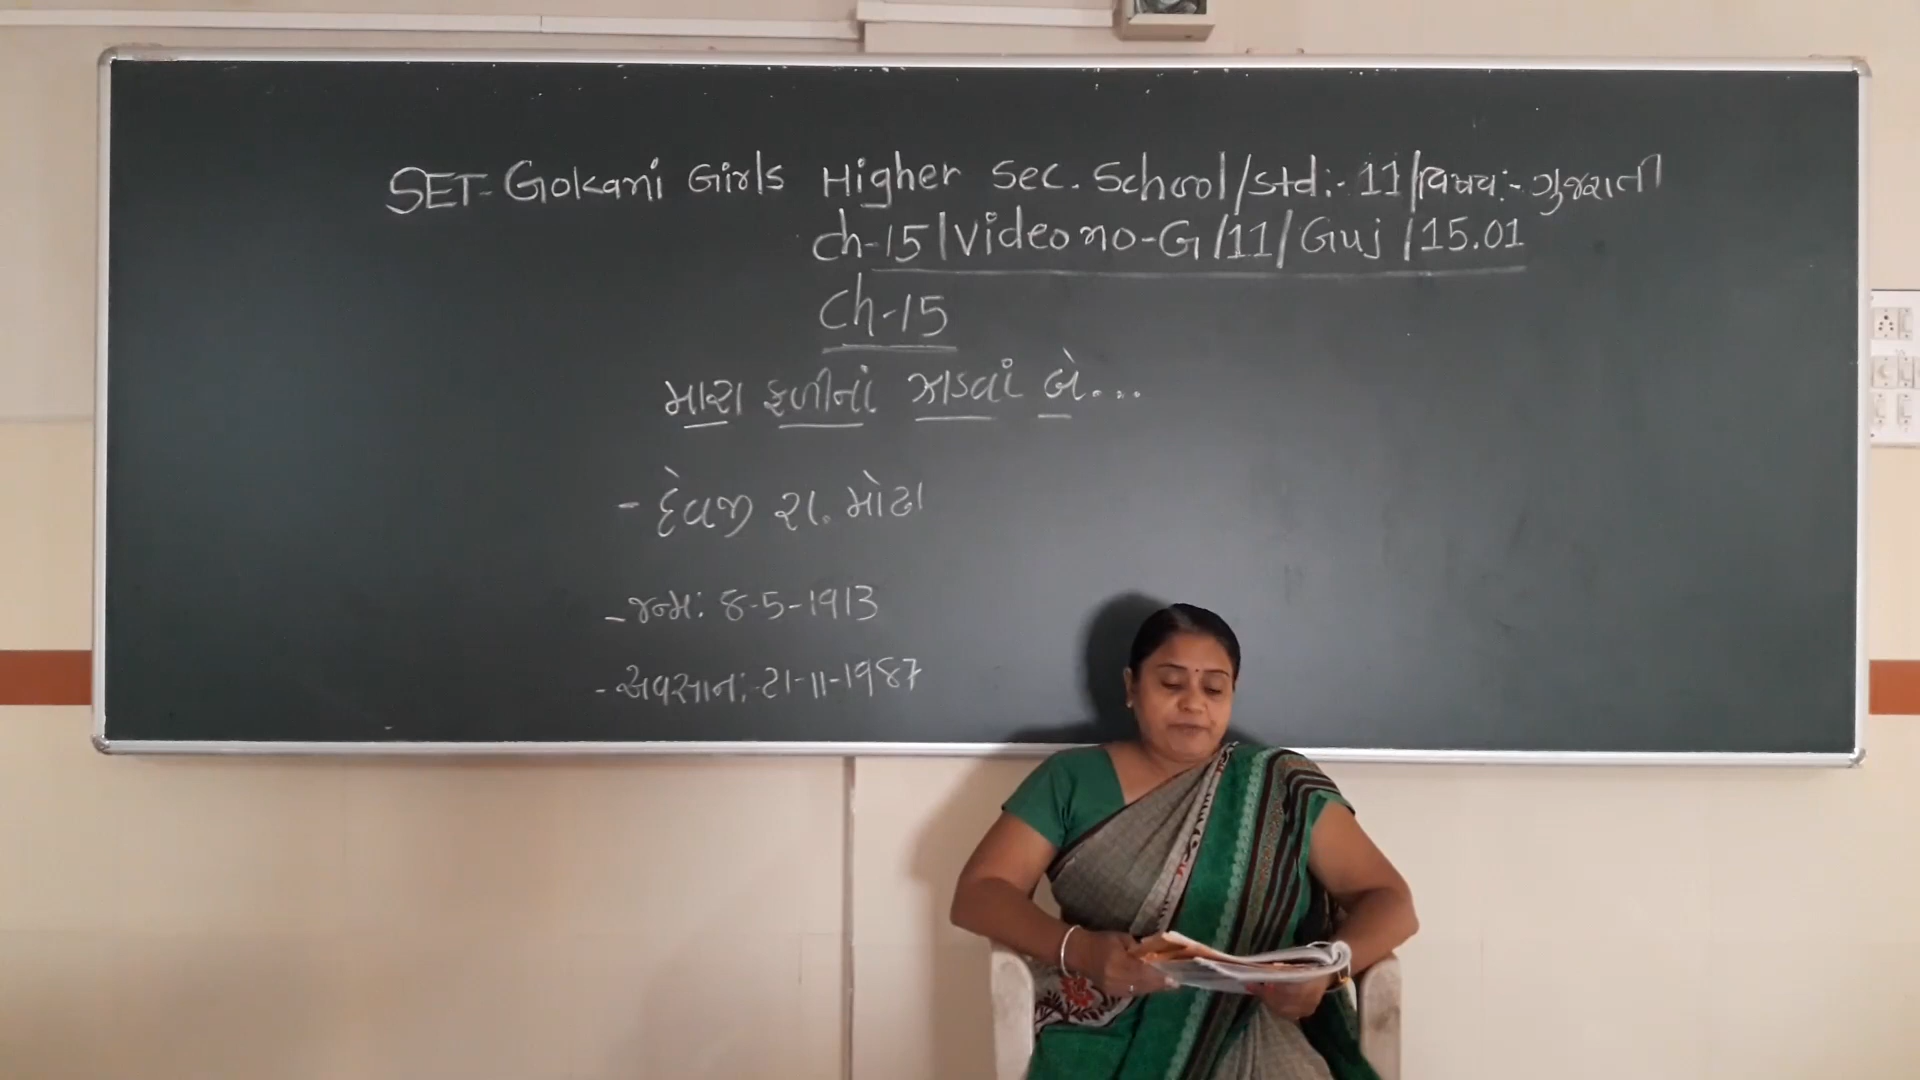 SET-Gokani Girls Higher Sec. School/std:-11/વિષય:-ગુજરાતી
ch-15/Video no-G/11/Guj/15.01
Ch-15
મારા ફળીનાં ઝાડવાં બે...
- દેવજી રા. મોઢા
- જન્મ: 8-5-1913
- અવસાન:-21-11-1987